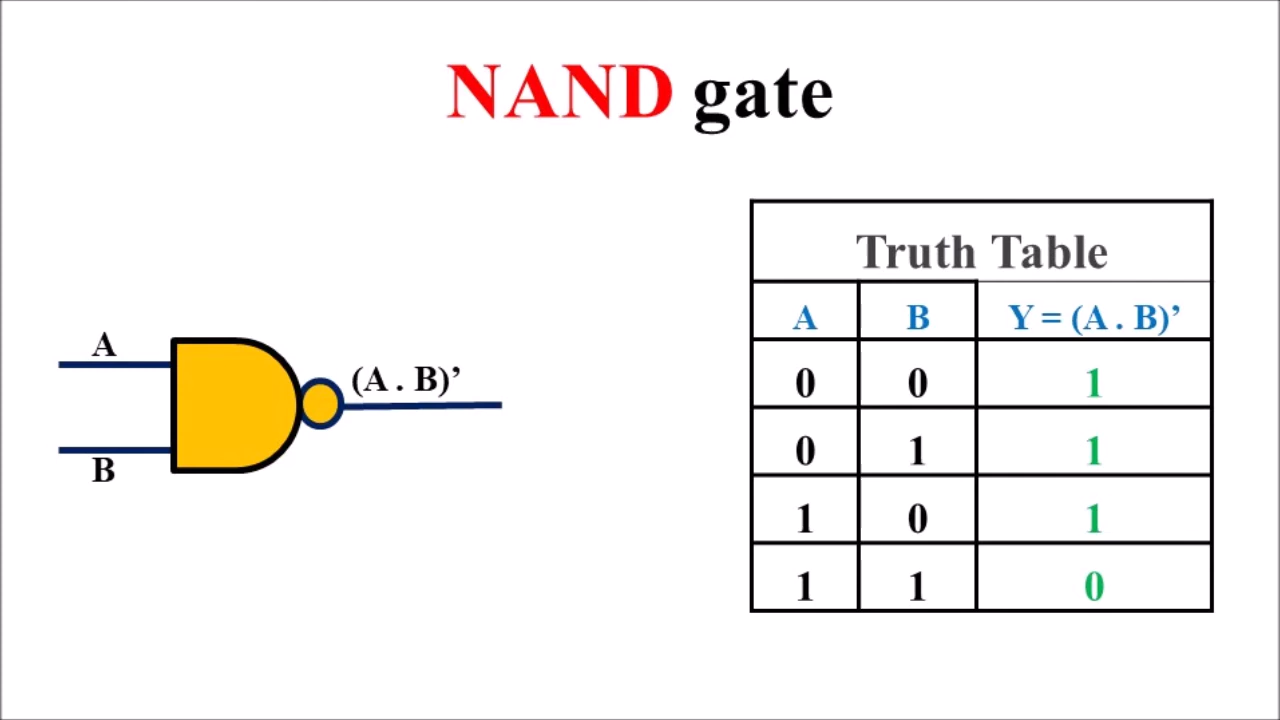 NAND gate
A
B
(A . B)’
Truth Table
A B Y = (A . B)’
0 0 1
0 1 1
1 0 1
1 1 0